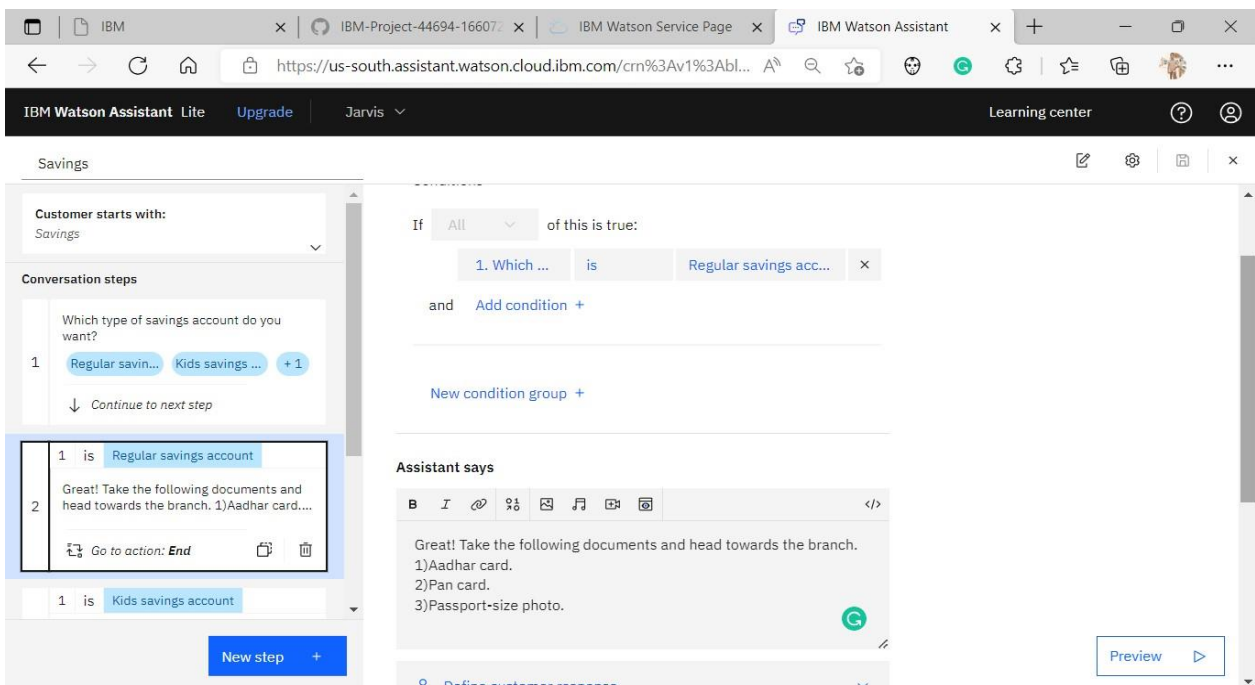 IBM
IBM-Project-44694-16607
IBM Watson Service Page
IBM Watson Assistant
https://us-south.assistant.watson.cloud.ibm.com/crn%3Av1%3Abl...
IBM Watson Assistant Lite
Upgrade
Jarvis
Learning center
Savings
Customer starts with:
Savings
Conversation steps
1
Which type of savings account do you
want?
Regular savin...
Kids savings ...
+ 1
Continue to next step
2
1 is Regular savings account
Great! Take the following documents and
head towards the branch. 1)Aadhar card....
Go to action: End
1 is Kids savings account
New step +
If All of this is true:
1. Which ... is Regular savings acc...
and Add condition +
New condition group +
Assistant says
B I </>
Great! Take the following documents and head towards the branch.
1)Aadhar card.
2)Pan card.
3)Passport-size photo.
Define customer response
Preview